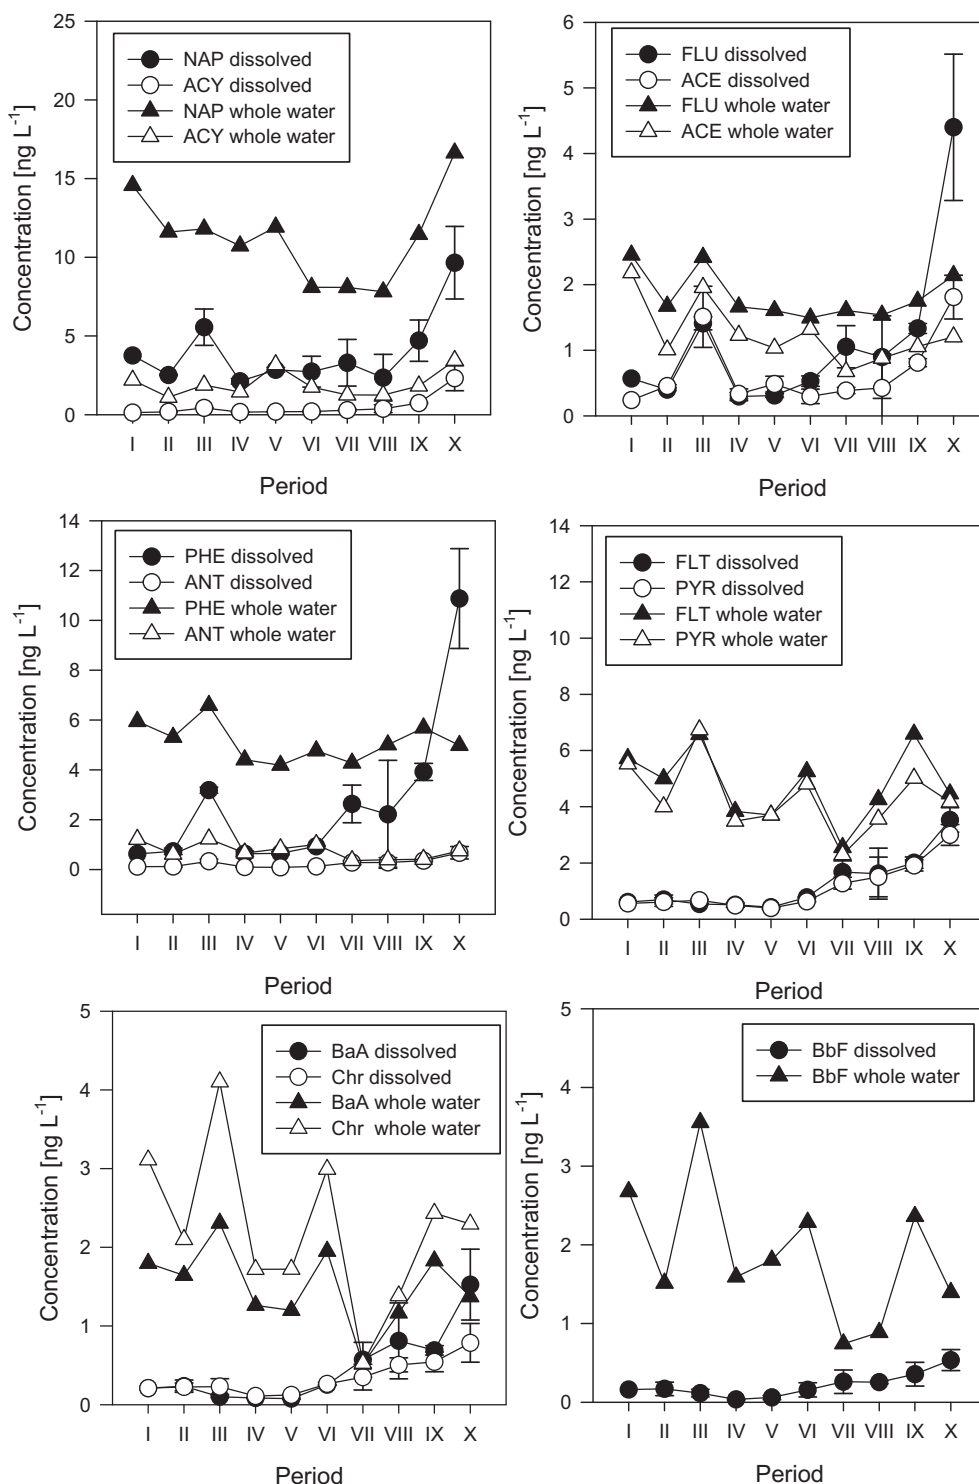 25
20
15
10
5
0
Concentration [ng L⁻¹]
NAP dissolved
ACY dissolved
NAP whole water
ACY whole water
I II III IV V VI VII VIII IX X
Period
6
5
4
3
2
1
0
Concentration [ng L⁻¹]
FLU dissolved
ACE dissolved
FLU whole water
ACE whole water
I II III IV V VI VII VIII IX X
Period
14
12
10
8
6
4
2
0
Concentration [ng L⁻¹]
PHE dissolved
ANT dissolved
PHE whole water
ANT whole water
I II III IV V VI VII VIII IX X
Period
14
12
10
8
6
4
2
0
Concentration [ng L⁻¹]
FLT dissolved
PYR dissolved
FLT whole water
PYR whole water
I II III IV V VI VII VIII IX X
Period
5
4
3
2
1
0
Concentration [ng L⁻¹]
BaA dissolved
Chr dissolved
BaA whole water
Chr whole water
I II III IV V VI VII VIII IX X
Period
5
4
3
2
1
0
Concentration [ng L⁻¹]
BbF dissolved
BbF whole water
I II III IV V VI VII VIII IX X
Period